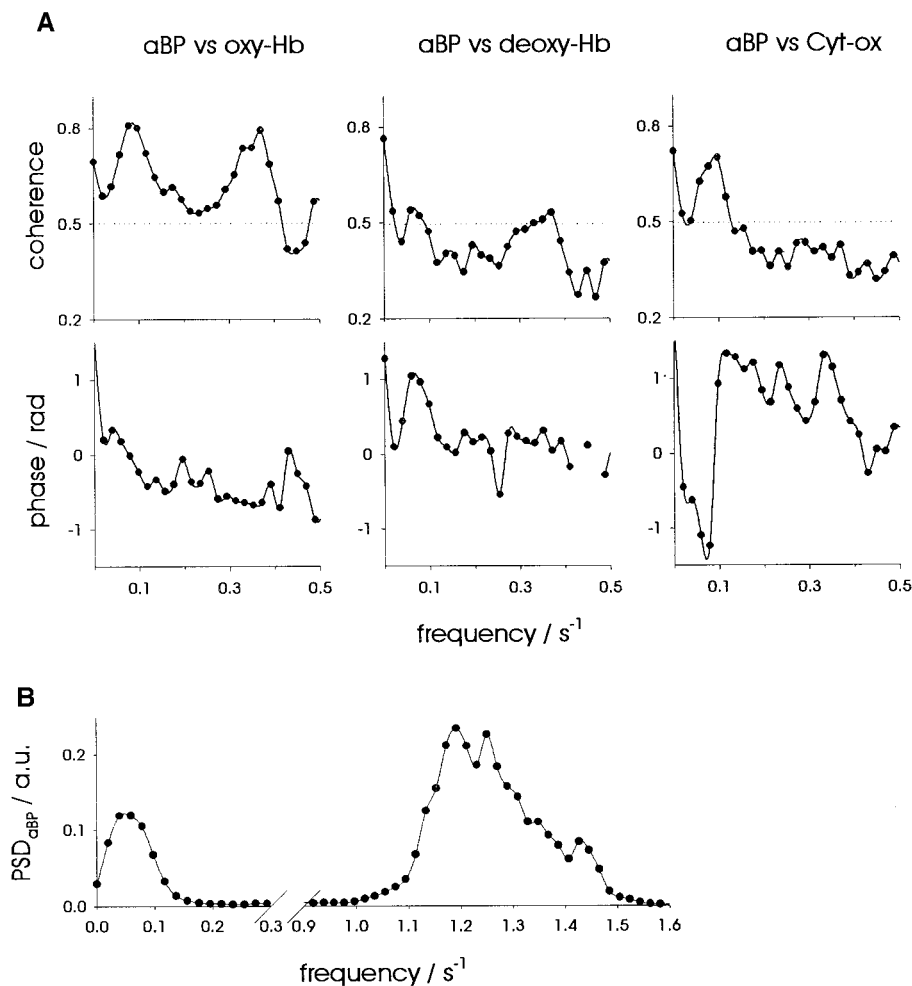 A
aBP vs oxy-Hb
aBP vs deoxy-Hb
aBP vs Cyt-ox
coherence
0.8
0.5
0.2
0.8
0.5
0.2
0.8
0.5
0.2
phase / rad
1
0
-1
1
0
-1
1
0
-1
0.1 0.3 0.5
0.1 0.3 0.5
0.1 0.3 0.5
frequency / s-1
B
PSDaBP / a.u.
0.2
0.1
0.0
0.0 0.1 0.2 0.3 0.9 1.0 1.1 1.2 1.3 1.4 1.5 1.6
frequency / s-1